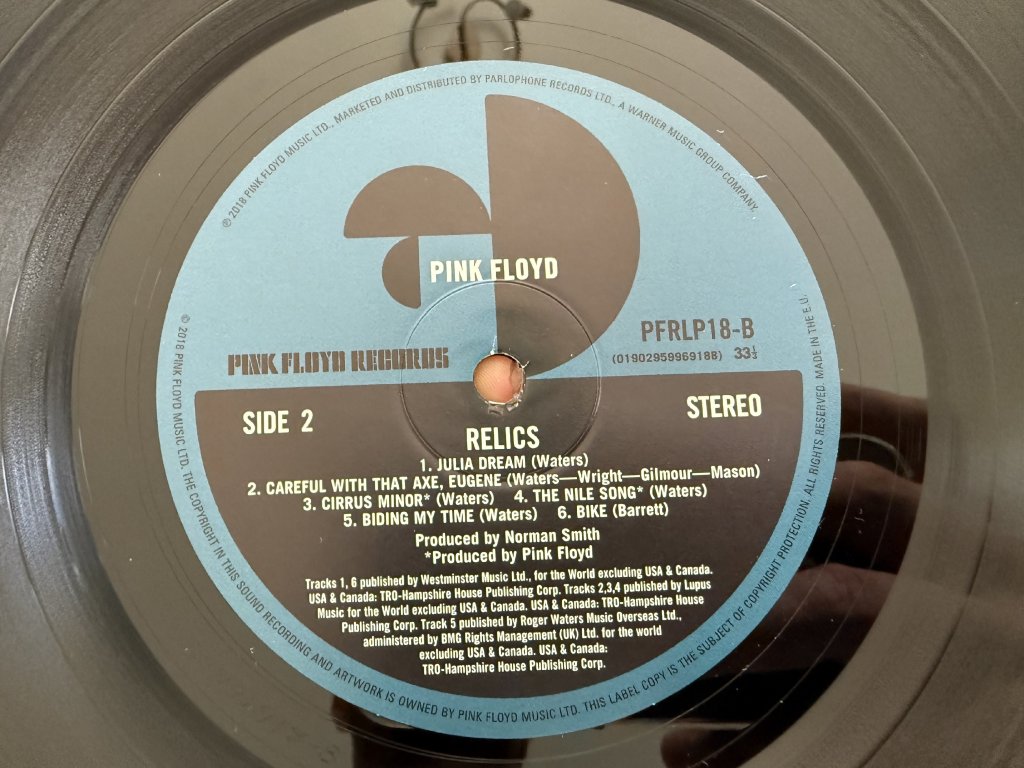 ℗ 2018 PINK FLOYD MUSIC LTD., MARKETED AND DISTRIBUTED BY PARLOPHONE RECORDS LTD., A WARNER MUSIC GROUP COMPANY.
PINK FLOYD
PFRLP18-B
(01902959969188) 33⅓
PINK FLOYD RECORDS
SIDE 2
STEREO
RELICS
1. JULIA DREAM (Waters)
2. CAREFUL WITH THAT AXE, EUGENE (Waters—Wright—Gilmour—Mason)
3. CIRRUS MINOR* (Waters) 4. THE NILE SONG* (Waters)
5. BIDING MY TIME (Waters) 6. BIKE (Barrett)
Produced by Norman Smith
*Produced by Pink Floyd
Tracks 1, 6 published by Westminster Music Ltd., for the World excluding USA & Canada.
USA & Canada: TRO-Hampshire House Publishing Corp. Tracks 2,3,4 published by Lupus
Music for the World excluding USA & Canada. USA & Canada: TRO-Hampshire House
Publishing Corp. Track 5 published by Roger Waters Music Overseas Ltd.,
administered by BMG Rights Management (UK) Ltd. for the world
excluding USA & Canada. USA & Canada:
TRO-Hampshire House Publishing Corp.
℗ 2018 PINK FLOYD MUSIC LTD. THE COPYRIGHT IN THIS SOUND RECORDING AND ARTWORK IS OWNED BY PINK FLOYD MUSIC LTD. THIS LABEL COPY IS THE SUBJECT OF COPYRIGHT PROTECTION. ALL RIGHTS RESERVED. MADE IN THE E.U.